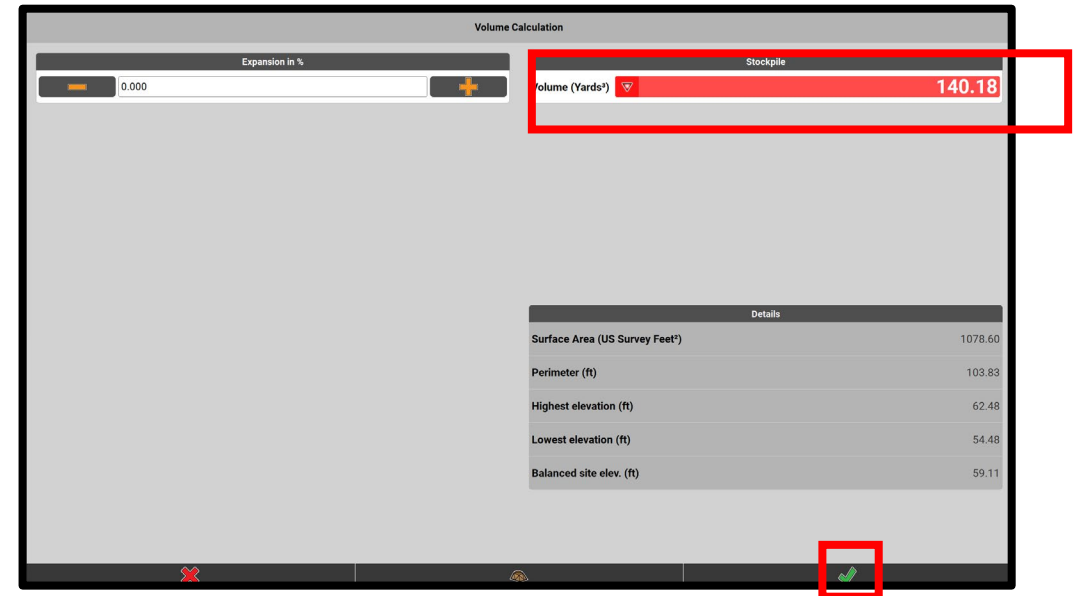 Volume Calculation
Expansion in %
0.000
Stockpile
Volume (Yards³) 140.18
Details
Surface Area (US Survey Feet²) 1078.60
Perimeter (ft) 103.83
Highest elevation (ft) 62.48
Lowest elevation (ft) 54.48
Balanced site elev. (ft) 59.11